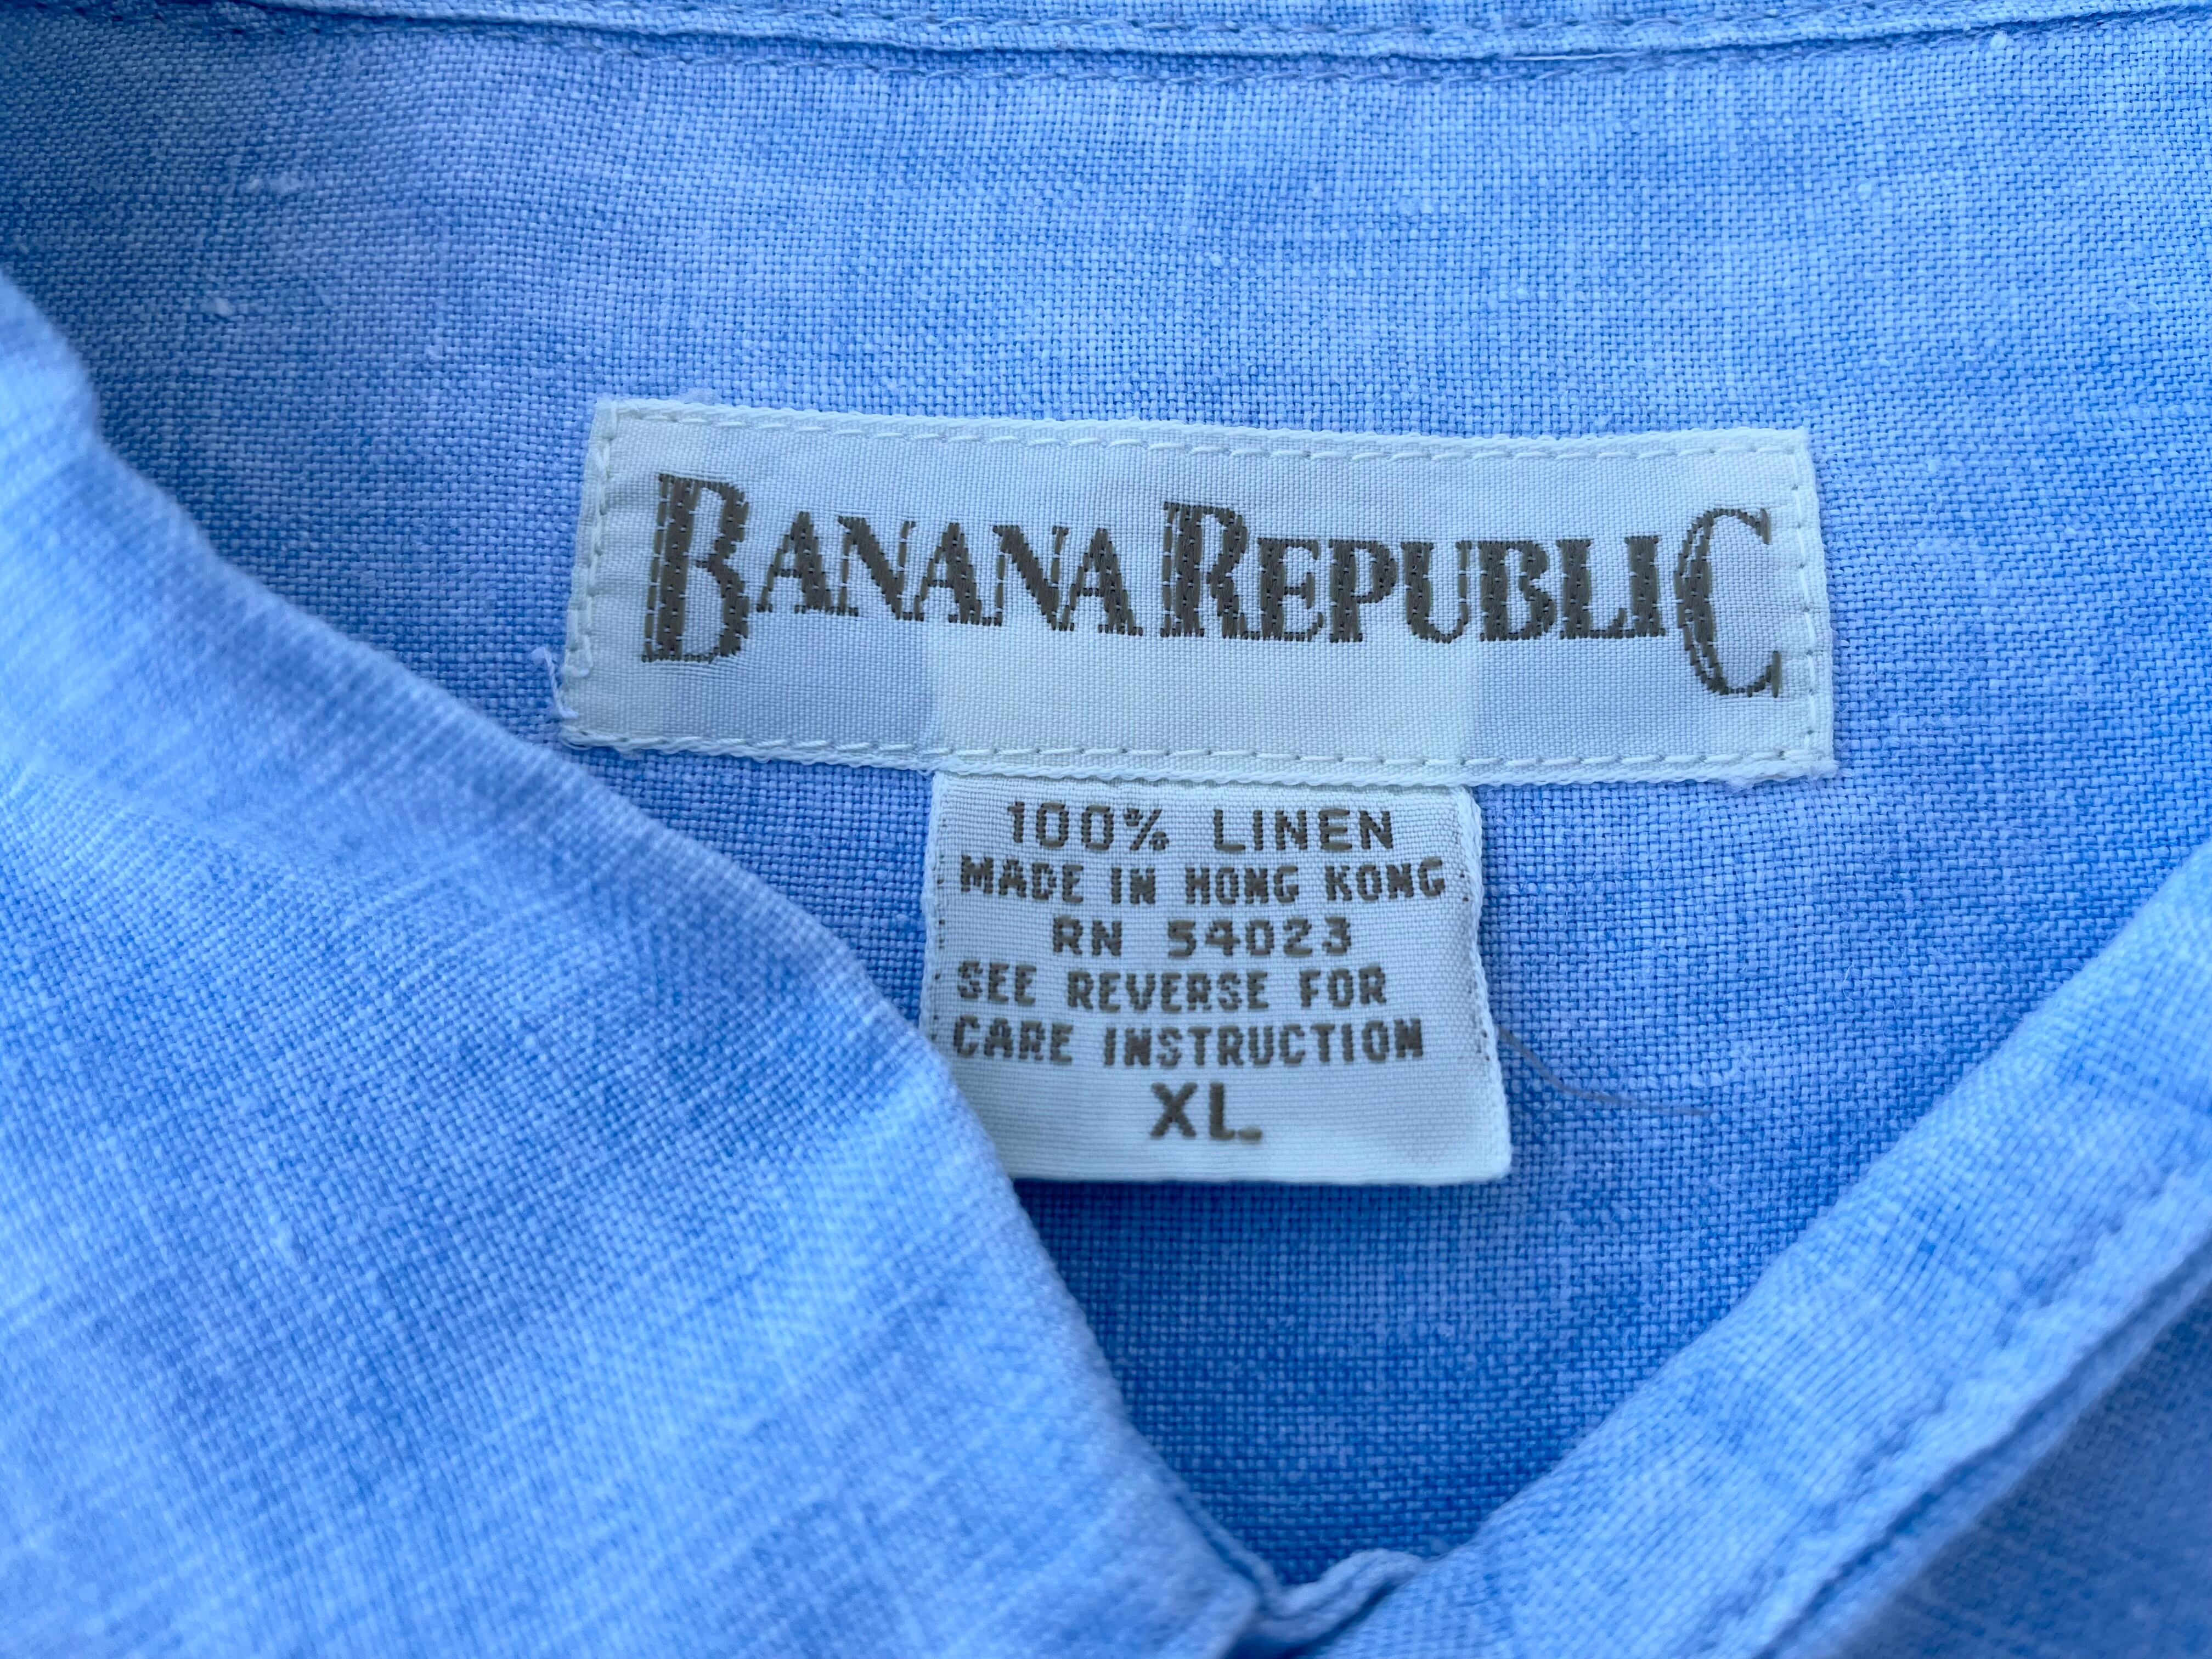 BANANA REPUBLIC
100% LINEN
MADE IN HONG KONG
RN 54023
SEE REVERSE FOR
CARE INSTRUCTION
XL